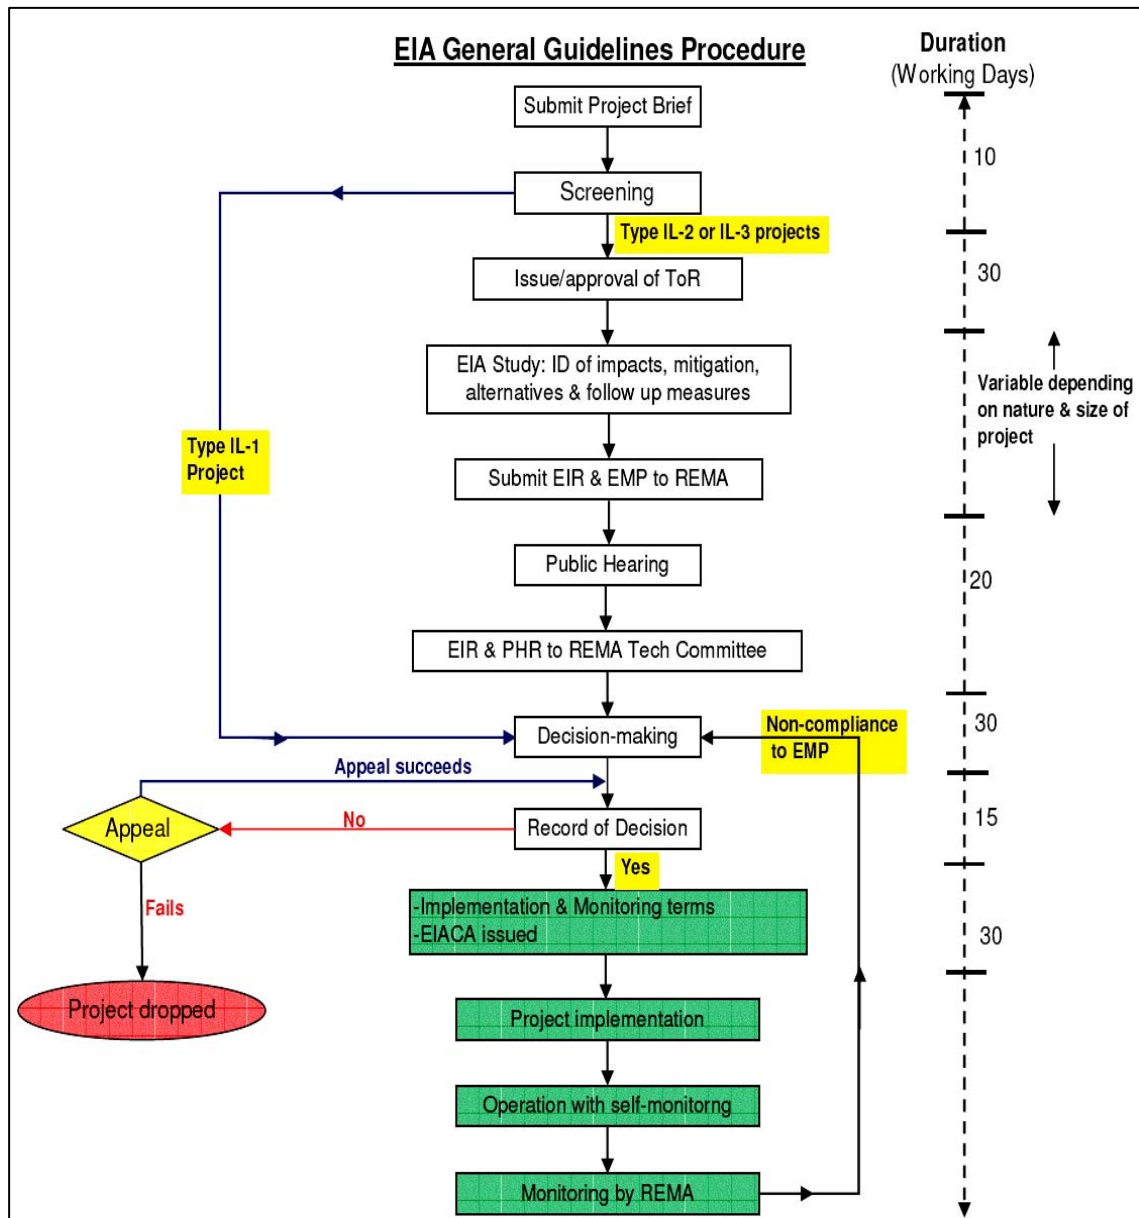 EIA General Guidelines Procedure
Duration
(Working Days)
Submit Project Brief
10
Screening
Type IL-2 or IL-3 projects
Issue/approval of ToR
30
EIA Study: ID of impacts, mitigation,
alternatives & follow up measures
Variable depending
on nature & size of
project
Type IL-1
Project
Submit EIR & EMP to REMA
Public Hearing
20
EIR & PHR to REMA Tech Committee
Decision-making
Non-compliance
to EMP
30
Appeal succeeds
Appeal
No
Record of Decision
15
Yes
Fails
-Implementation & Monitoring terms
-EIACA issued
30
Project dropped
Project implementation
Operation with self-monitorng
Monitoring by REMA